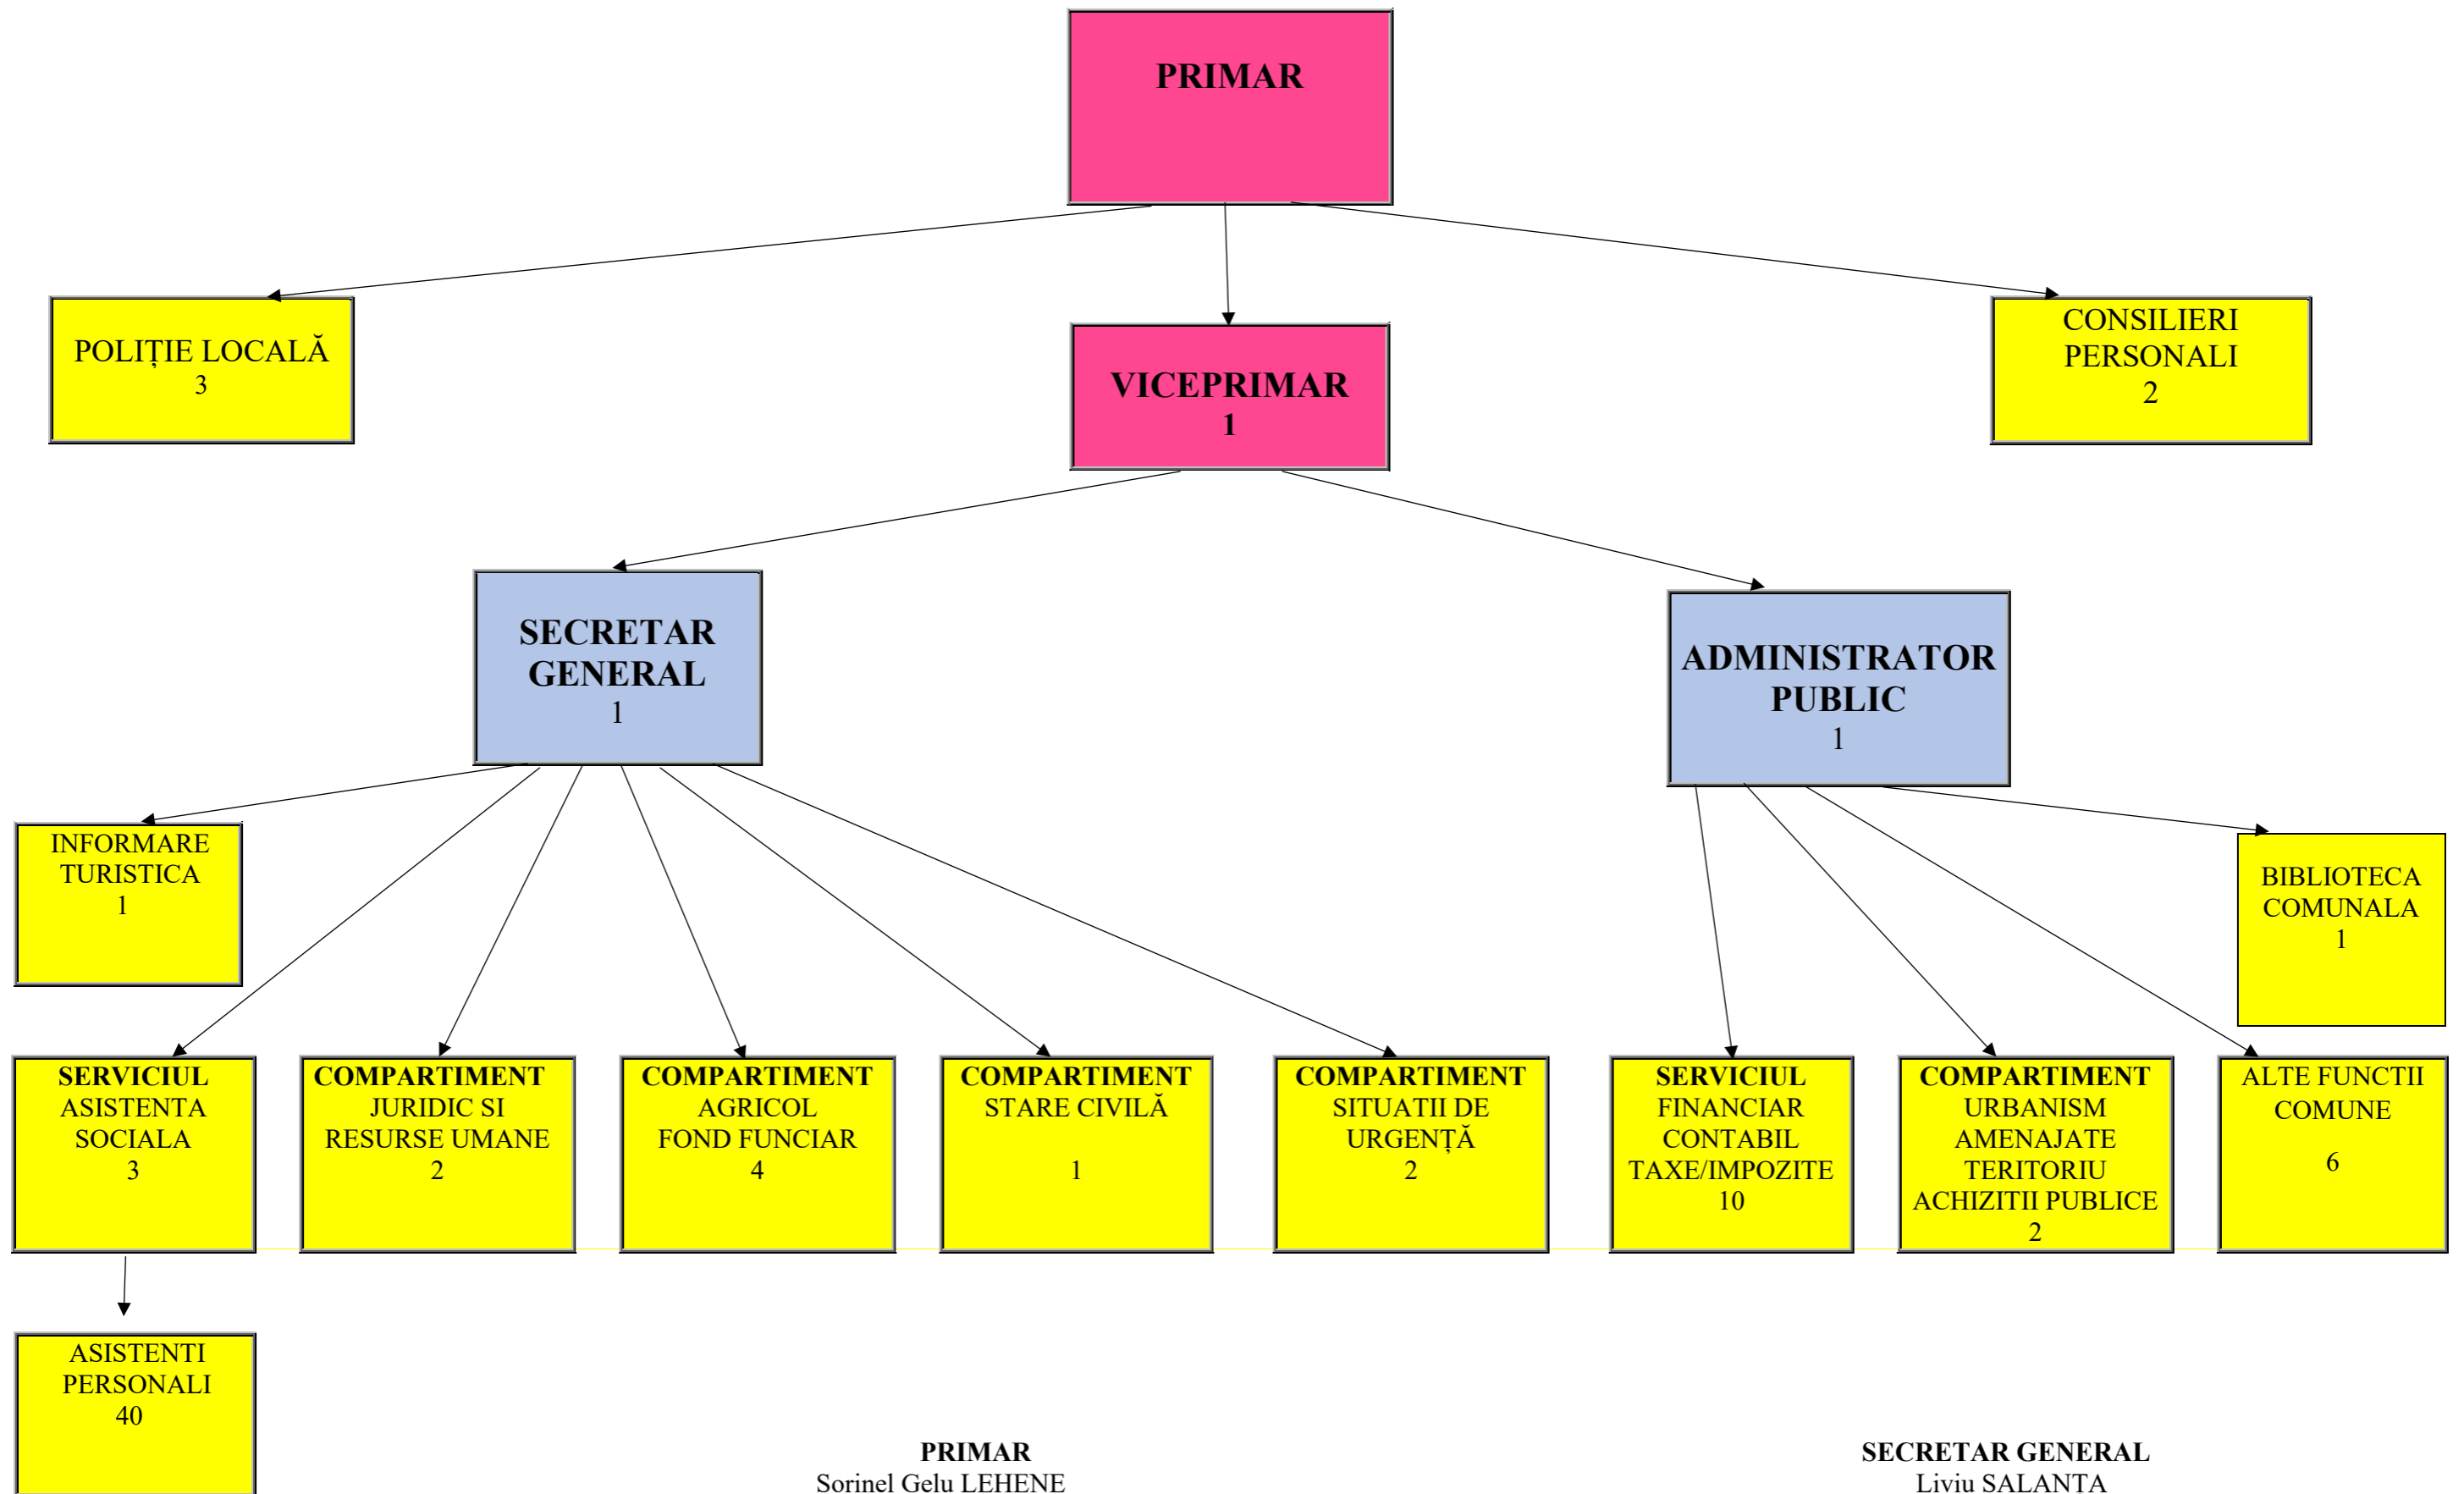 PRIMAR
POLIȚIE LOCALĂ
3
VICEPRIMAR
1
CONSILIERI
PERSONALI
2
SECRETAR
GENERAL
1
ADMINISTRATOR
PUBLIC
1
INFORMARE
TURISTICA
1
BIBLIOTECA
COMUNALA
1
SERVICIUL
ASISTENTA
SOCIALA
3
COMPARTIMENT
JURIDIC SI
RESURSE UMANE
2
COMPARTIMENT
AGRICOL
FOND FUNCIAR
4
COMPARTIMENT
STARE CIVILĂ
1
COMPARTIMENT
SITUATII DE
URGENȚĂ
2
SERVICIUL
FINANCIAR
CONTABIL
TAXE/IMPOZITE
10
COMPARTIMENT
URBANISM
AMENAJATE
TERITORIU
ACHIZITII PUBLICE
2
ALTE FUNCTII
COMUNE
6
ASISTENTI
PERSONALI
40
PRIMAR
Sorinel Gelu LEHENE
SECRETAR GENERAL
Liviu SALANTA